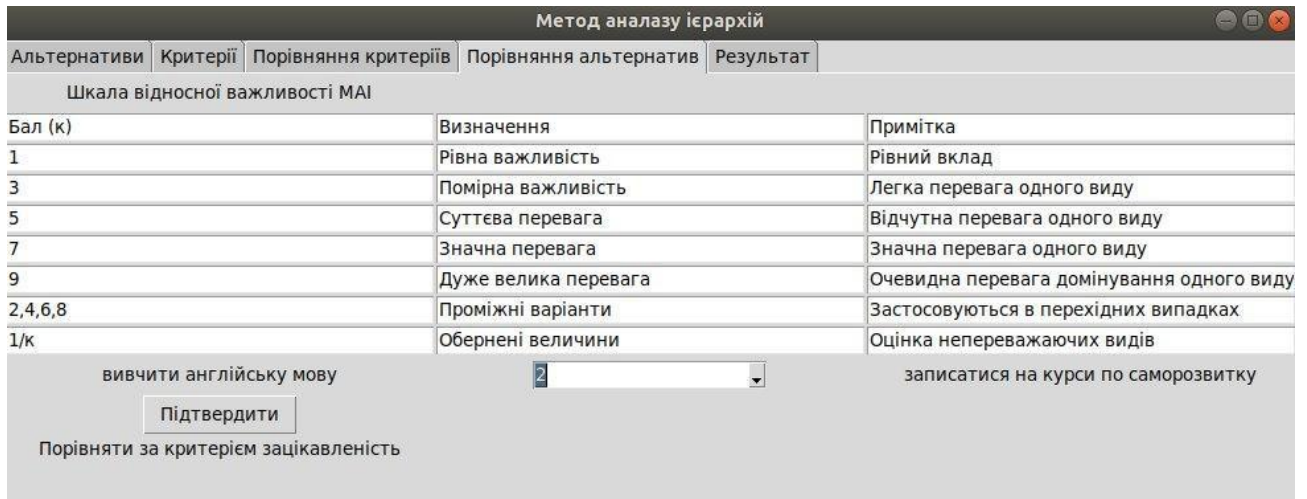 Метод аналазу ієрархій
Альтернативи Критерії Порівняння критеріїв Порівняння альтернатив Результат
Шкала відносної важливості МАІ
Бал (к) Визначення Примітка
1 Рівна важливість Рівний вклад
3 Помірна важливість Легка перевага одного виду
5 Суттєва перевага Відчутна перевага одного виду
7 Значна перевага Значна перевага одного виду
9 Дуже велика перевага Очевидна перевага домінування одного виду
2,4,6,8 Проміжні варіанти Застосовуються в перехідних випадках
1/к Обернені величини Оцінка непереважаючих видів
вивчити англійську мову 2 записатися на курси по саморозвитку
Підтвердити
Порівняти за критерієм зацікавленість